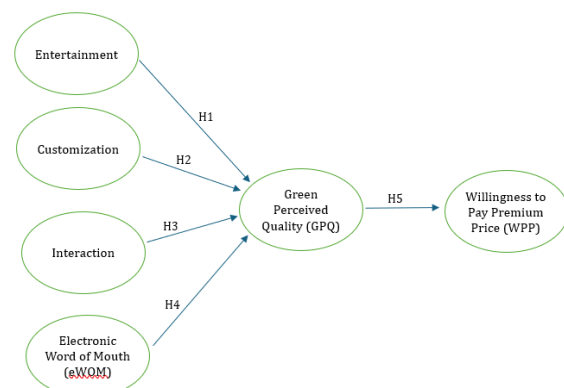 Entertainment
H1
Customization
H2
Green
Perceived
Quality (GPQ)
H5
Willingness to
Pay Premium
Price (WPP)
H3
Interaction
H4
Electronic
Word of Mouth
(eWOM)